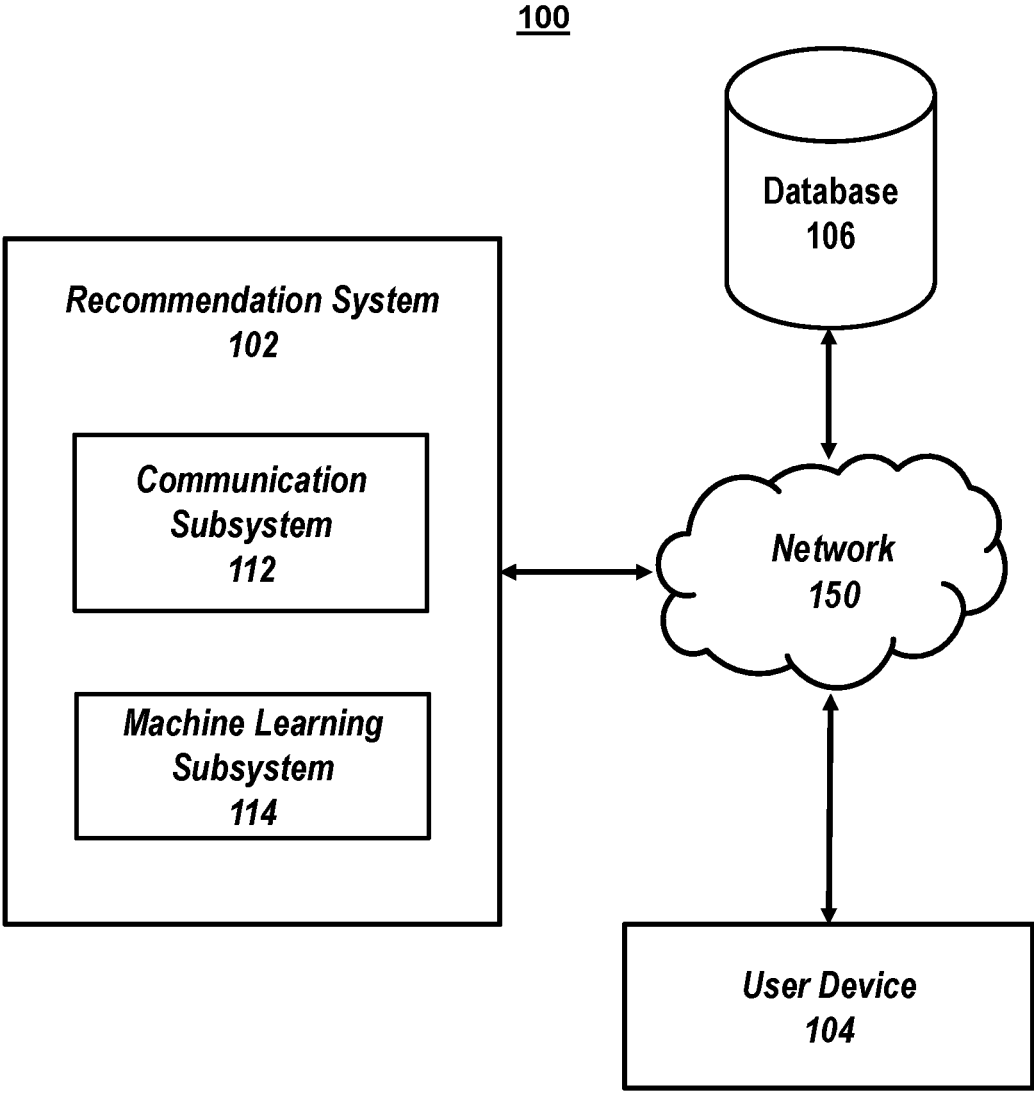 100
Database
106
Recommendation System
102
Communication
Subsystem
112
Network
150
Machine Learning
Subsystem
114
User Device
104